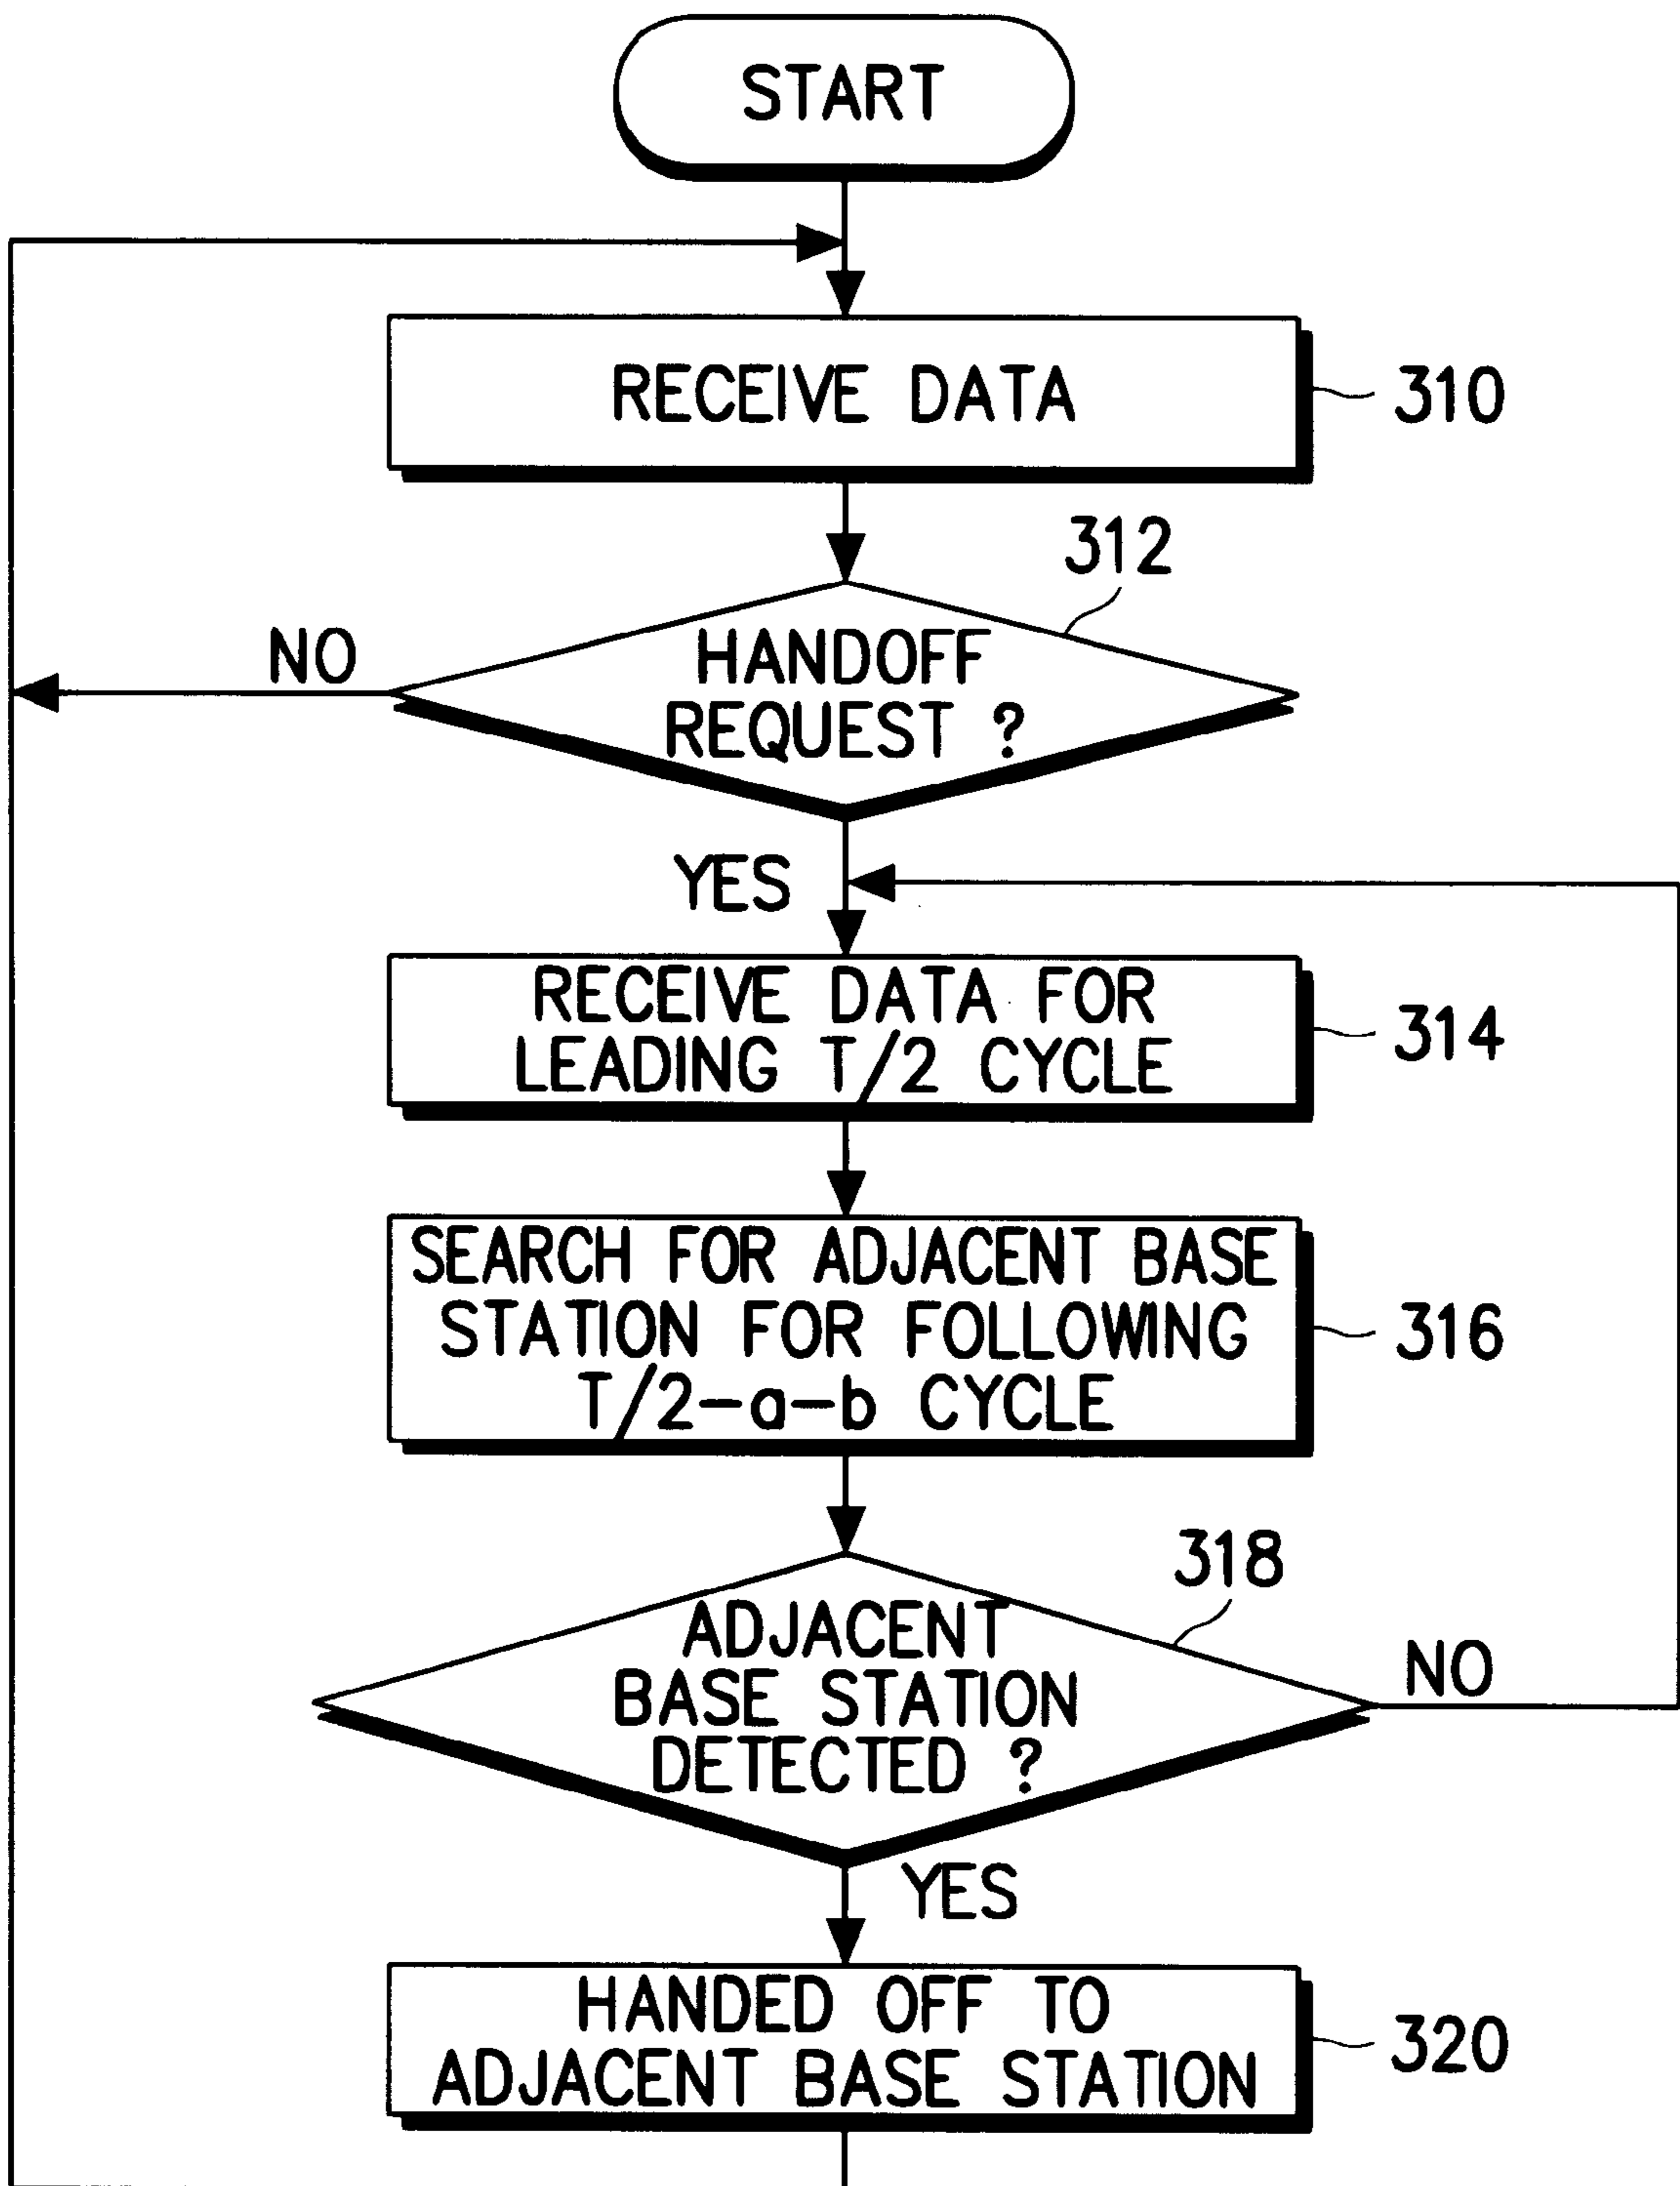 START
RECEIVE DATA
310
312
HANDOFF
REQUEST ?
NO
YES
RECEIVE DATA FOR
LEADING T/2 CYCLE
314
SEARCH FOR ADJACENT BASE
STATION FOR FOLLOWING
T/2-a-b CYCLE
316
318
ADJACENT
BASE STATION
DETECTED ?
NO
YES
HANDED OFF TO
ADJACENT BASE STATION
320